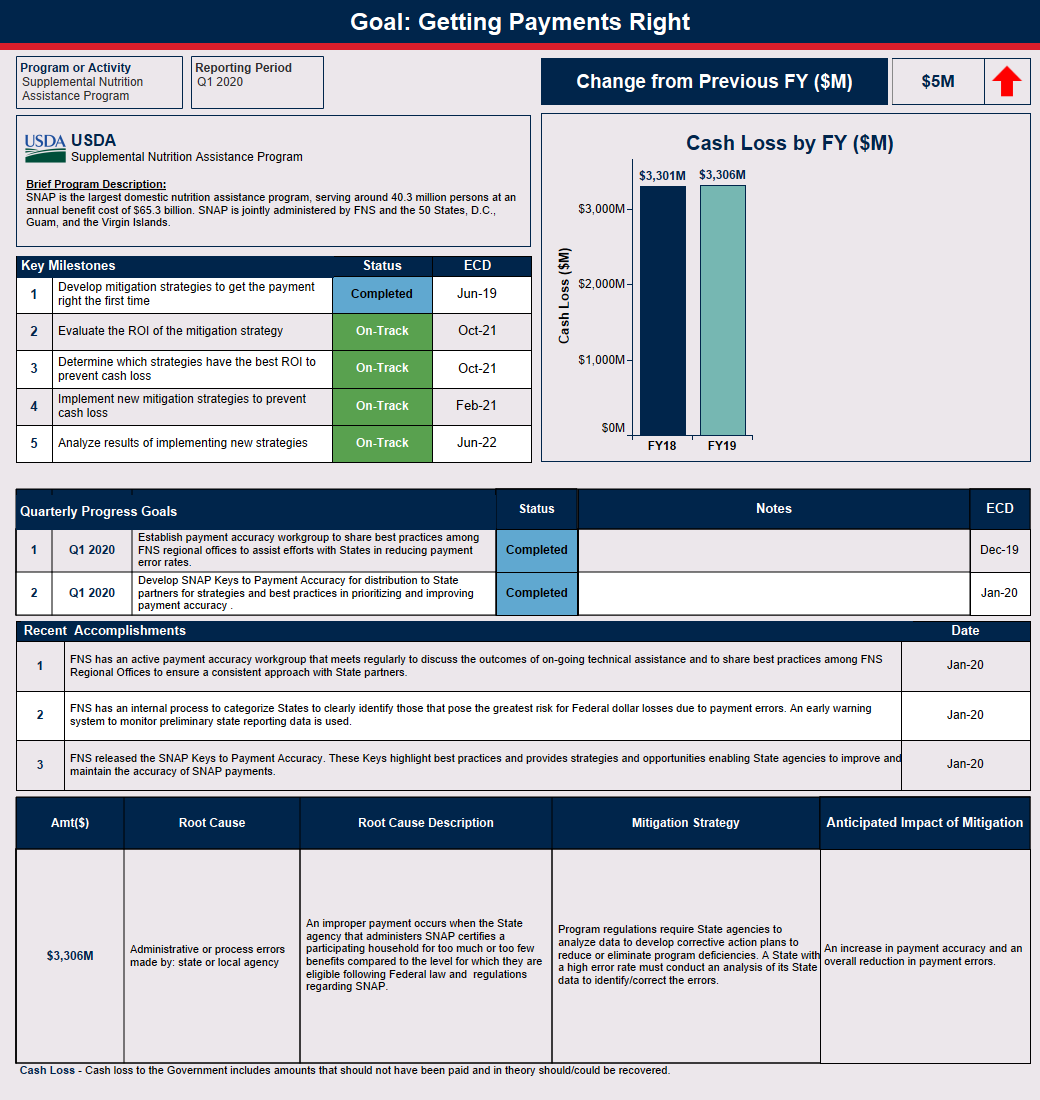 Goal: Getting Payments Right
Program or Activity
Supplemental Nutrition
Assistance Program
Reporting Period
Q1 2020
Change from Previous FY ($M)
$5M
USDA
USDA
Supplemental Nutrition Assistance Program
Brief Program Description:
SNAP is the largest domestic nutrition assistance program, serving around 40.3 million persons at an
annual benefit cost of $65.3 billion. SNAP is jointly administered by FNS and the 50 States, D.C.,
Guam, and the Virgin Islands.
Cash Loss by FY ($M)
$3,301M
$3,306M
$3,000M
$2,000M
$1,000M
$0M
Cash Loss ($M)
FY18
FY19
Key Milestones
Status
ECD
1
Develop mitigation strategies to get the payment
right the first time
Completed
Jun-19
2
Evaluate the ROI of the mitigation strategy
On-Track
Oct-21
3
Determine which strategies have the best ROI to
prevent cash loss
On-Track
Oct-21
4
Implement new mitigation strategies to prevent
cash loss
On-Track
Feb-21
5
Analyze results of implementing new strategies
On-Track
Jun-22
Quarterly Progress Goals
Status
Notes
ECD
1
Q1 2020
Establish payment accuracy workgroup to share best practices among
FNS regional offices to assist efforts with States in reducing payment
error rates.
Completed
Dec-19
2
Q1 2020
Develop SNAP Keys to Payment Accuracy for distribution to State
partners for strategies and best practices in prioritizing and improving
payment accuracy .
Completed
Jan-20
Recent Accomplishments
Date
1
FNS has an active payment accuracy workgroup that meets regularly to discuss the outcomes of on-going technical assistance and to share best practices among FNS
Regional Offices to ensure a consistent approach with State partners.
Jan-20
2
FNS has an internal process to categorize States to clearly identify those that pose the greatest risk for Federal dollar losses due to payment errors. An early warning
system to monitor preliminary state reporting data is used.
Jan-20
3
FNS released the SNAP Keys to Payment Accuracy. These Keys highlight best practices and provides strategies and opportunities enabling State agencies to improve and
maintain the accuracy of SNAP payments.
Jan-20
Amt($)
Root Cause
Root Cause Description
Mitigation Strategy
Anticipated Impact of Mitigation
$3,306M
Administrative or process errors
made by: state or local agency
An improper payment occurs when the State
agency that administers SNAP certifies a
participating household for too much or too few
benefits compared to the level for which they are
eligible following Federal law and regulations
regarding SNAP.
Program regulations require State agencies to
analyze data to develop corrective action plans to
reduce or eliminate program deficiencies. A State with
a high error rate must conduct an analysis of its State
data to identify/correct the errors.
An increase in payment accuracy and an
overall reduction in payment errors.
Cash Loss - Cash loss to the Government includes amounts that should not have been paid and in theory should/could be recovered.